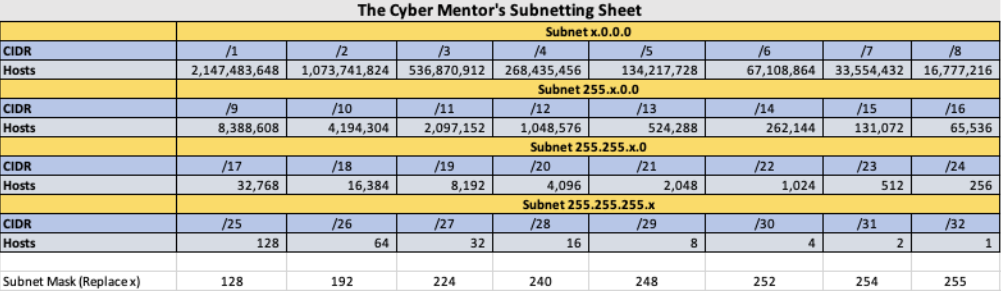 The Cyber Mentor's Subnetting Sheet
Subnet x.0.0.0
CIDR /1 /2 /3 /4 /5 /6 /7 /8
Hosts 2,147,483,648 1,073,741,824 536,870,912 268,435,456 134,217,728 67,108,864 33,554,432 16,777,216
Subnet 255.x.0.0
CIDR /9 /10 /11 /12 /13 /14 /15 /16
Hosts 8,388,608 4,194,304 2,097,152 1,048,576 524,288 262,144 131,072 65,536
Subnet 255.255.x.0
CIDR /17 /18 /19 /20 /21 /22 /23 /24
Hosts 32,768 16,384 8,192 4,096 2,048 1,024 512 256
Subnet 255.255.255.x
CIDR /25 /26 /27 /28 /29 /30 /31 /32
Hosts 128 64 32 16 8 4 2 1
Subnet Mask (Replace x) 128 192 224 240 248 252 254 255